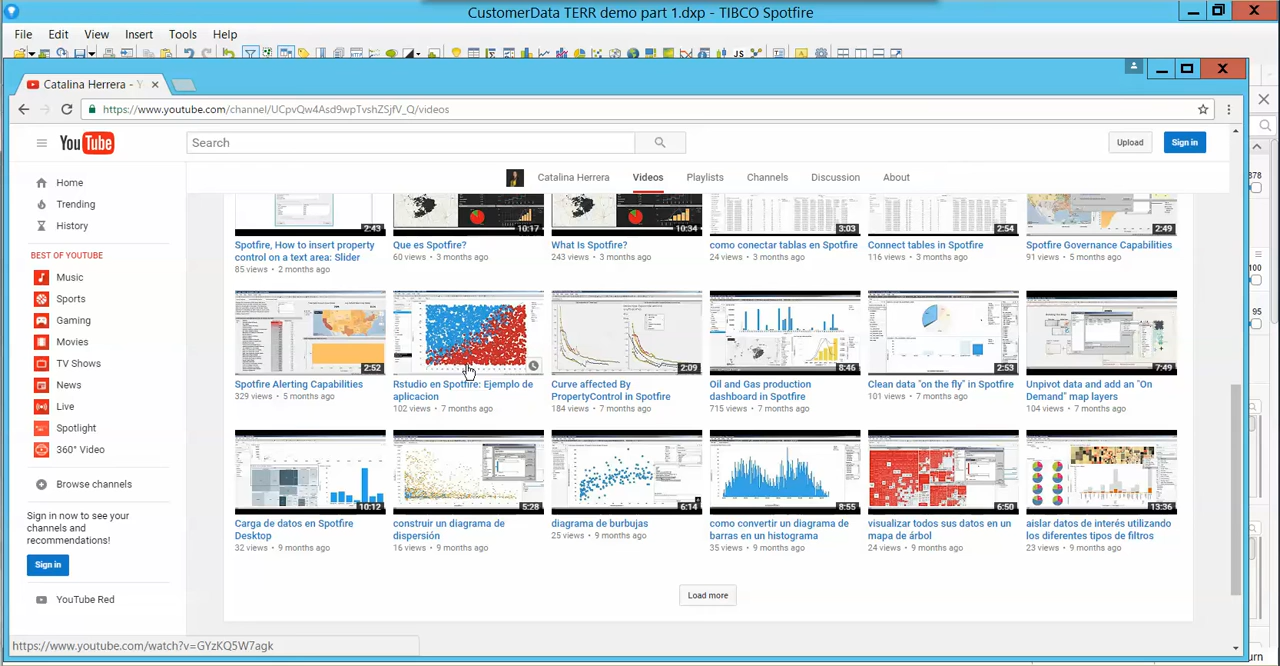 CustomerData TERR demo part 1.dxp - TIBCO Spotfire
File Edit View Insert Tools Help
Catalina Herrera - Y
https://www.youtube.com/channel/UCpvQw4Asd9wpTvshZSjfV_Q/videos
YouTube
Search
Upload
Sign in
Catalina Herrera Videos Playlists Channels Discussion About
Home
Trending
History
BEST OF YOUTUBE
Music
Sports
Gaming
Movies
TV Shows
News
Live
Spotlight
360° Video
Browse channels
Sign in now to see your
channels and
recommendations!
Sign in
YouTube Red
2:43
Spotfire, How to insert property
control on a text area: Slider
85 views • 2 months ago
10:17
Que es Spotfire?
60 views • 3 months ago
10:34
What Is Spotfire?
243 views • 3 months ago
3:03
como conectar tablas en Spotfire
24 views • 3 months ago
2:54
Connect tables in Spotfire
116 views • 3 months ago
2:49
Spotfire Governance Capabilities
91 views • 5 months ago
2:52
Spotfire Alerting Capabilities
329 views • 5 months ago
Rstudio en Spotfire: Ejemplo de
aplicacion
102 views • 7 months ago
2:09
Curve affected By
PropertyControl in Spotfire
184 views • 7 months ago
8:46
Oil and Gas production
dashboard in Spotfire
715 views • 7 months ago
2:53
Clean data "on the fly" in Spotfire
101 views • 7 months ago
7:49
Unpivot data and add an "On
Demand" map layers
104 views • 7 months ago
10:12
Carga de datos en Spotfire
Desktop
32 views • 9 months ago
5:28
construir un diagrama de
dispersión
16 views • 9 months ago
6:14
diagrama de burbujas
25 views • 9 months ago
8:55
como convertir un diagrama de
barras en un histograma
35 views • 9 months ago
6:50
visualizar todos sus datos en un
mapa de árbol
24 views • 9 months ago
13:36
aislar datos de interés utilizando
los diferentes tipos de filtros
23 views • 9 months ago
Load more
https://www.youtube.com/watch?v=GYzKQ5W7agk
878
100
95
urn